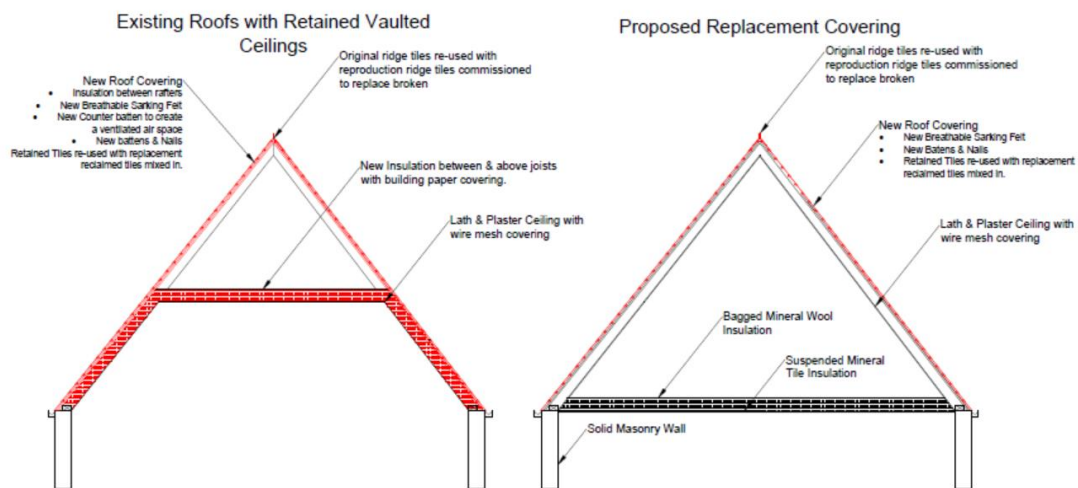 Existing Roofs with Retained Vaulted
Ceilings
Original ridge tiles re-used with
reproduction ridge tiles commissioned
to replace broken
New Roof Covering
• Insulation between rafters
• New Breathable Sarking Felt
• New Counter batten to create
a ventilated air space
• New battens & Nails
Retained Tiles re-used with replacement
reclaimed tiles mixed in.
New Insulation between & above joists
with building paper covering.
Lath & Plaster Ceiling with
wire mesh covering
Proposed Replacement Covering
Original ridge tiles re-used with
reproduction ridge tiles commissioned
to replace broken
New Roof Covering
• New Breathable Sarking Felt
• New Batens & Nails
• Retained Tiles re-used with replacement
reclaimed tiles mixed in.
Lath & Plaster Ceiling with
wire mesh covering
Bagged Mineral Wool
Insulation
Suspended Mineral
Tile Insulation
Solid Masonry Wall